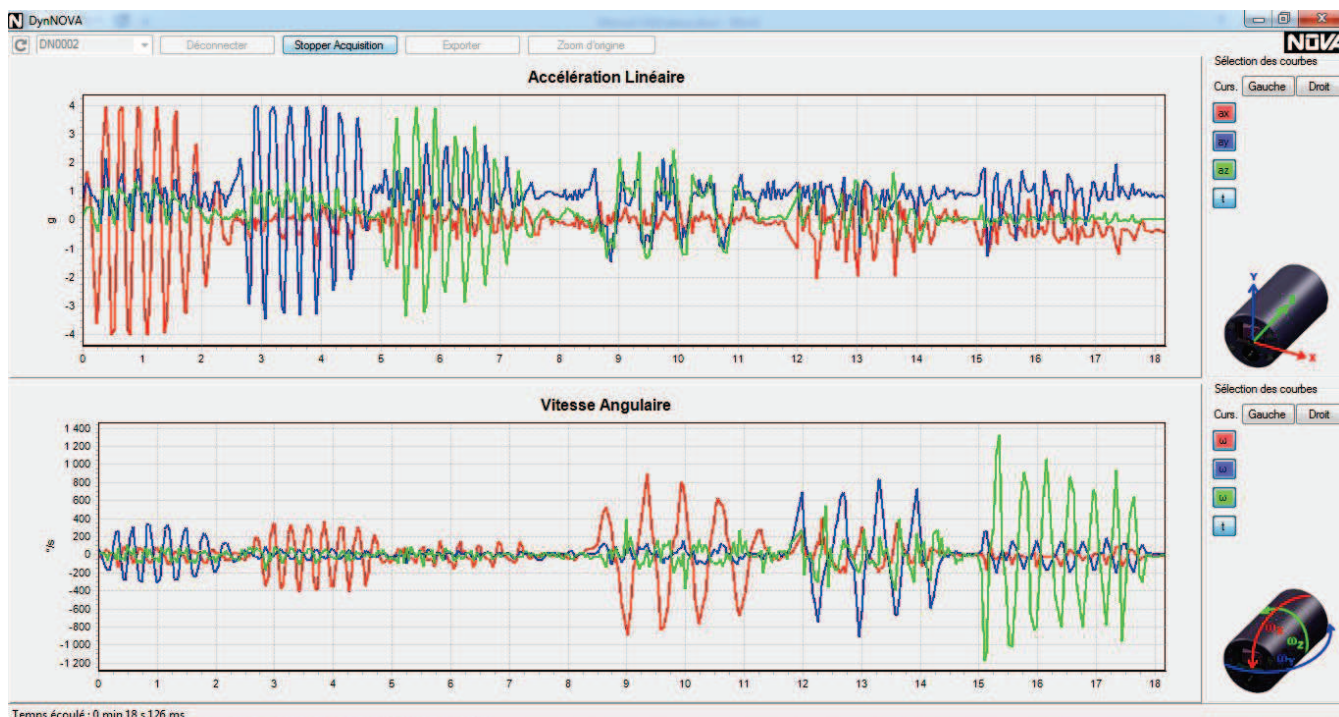 DynNOVA
DN0002 Déconnecter Stopper Acquisition Exporter Zoom d'origine
NOVA
Accélération Linéaire
Sélection des courbes
Curs. Gauche Droit
ax
ay
az
t
g
4
3
2
1
0
-1
-2
-3
-4
0 1 2 3 4 5 6 7 8 9 10 11 12 13 14 15 16 17 18
Y
X
Vitesse Angulaire
Sélection des courbes
Curs. Gauche Droit
ω
ω
ω
t
°/s
1 400
1 200
1 000
800
600
400
200
0
-200
-400
-600
-800
-1 000
-1 200
0 1 2 3 4 5 6 7 8 9 10 11 12 13 14 15 16 17 18
ωx
ωz
ωY
Temps écoulé : 0 min 18 s 126 ms